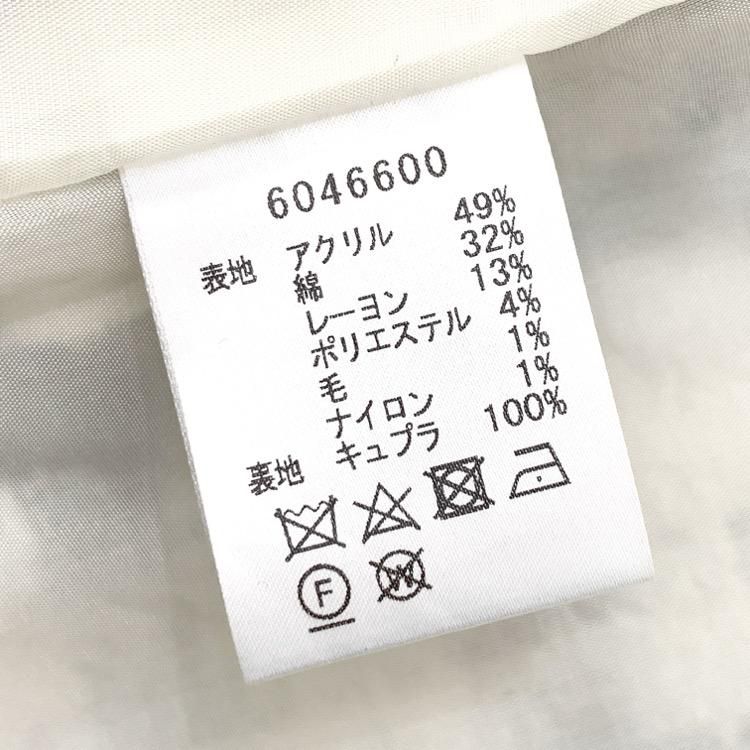 6046600
表地 アクリル 49%
綿 32%
レーヨン 13%
ポリエステル 4%
毛 1%
ナイロン 1%
裏地 キュプラ 100%
F W